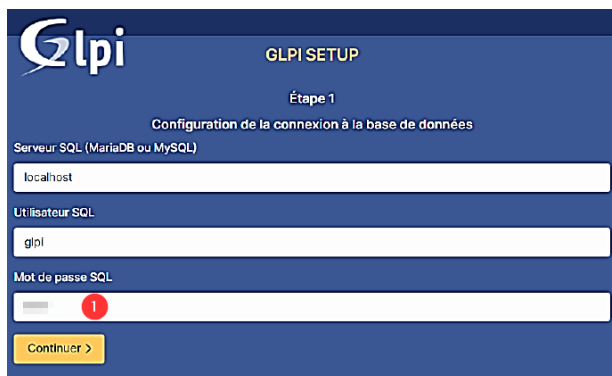 Glpi
GLPI SETUP
Étape 1
Configuration de la connexion à la base de données
Serveur SQL (MariaDB ou MySQL)
localhost
Utilisateur SQL
glpi
Mot de passe SQL
1
Continuer >